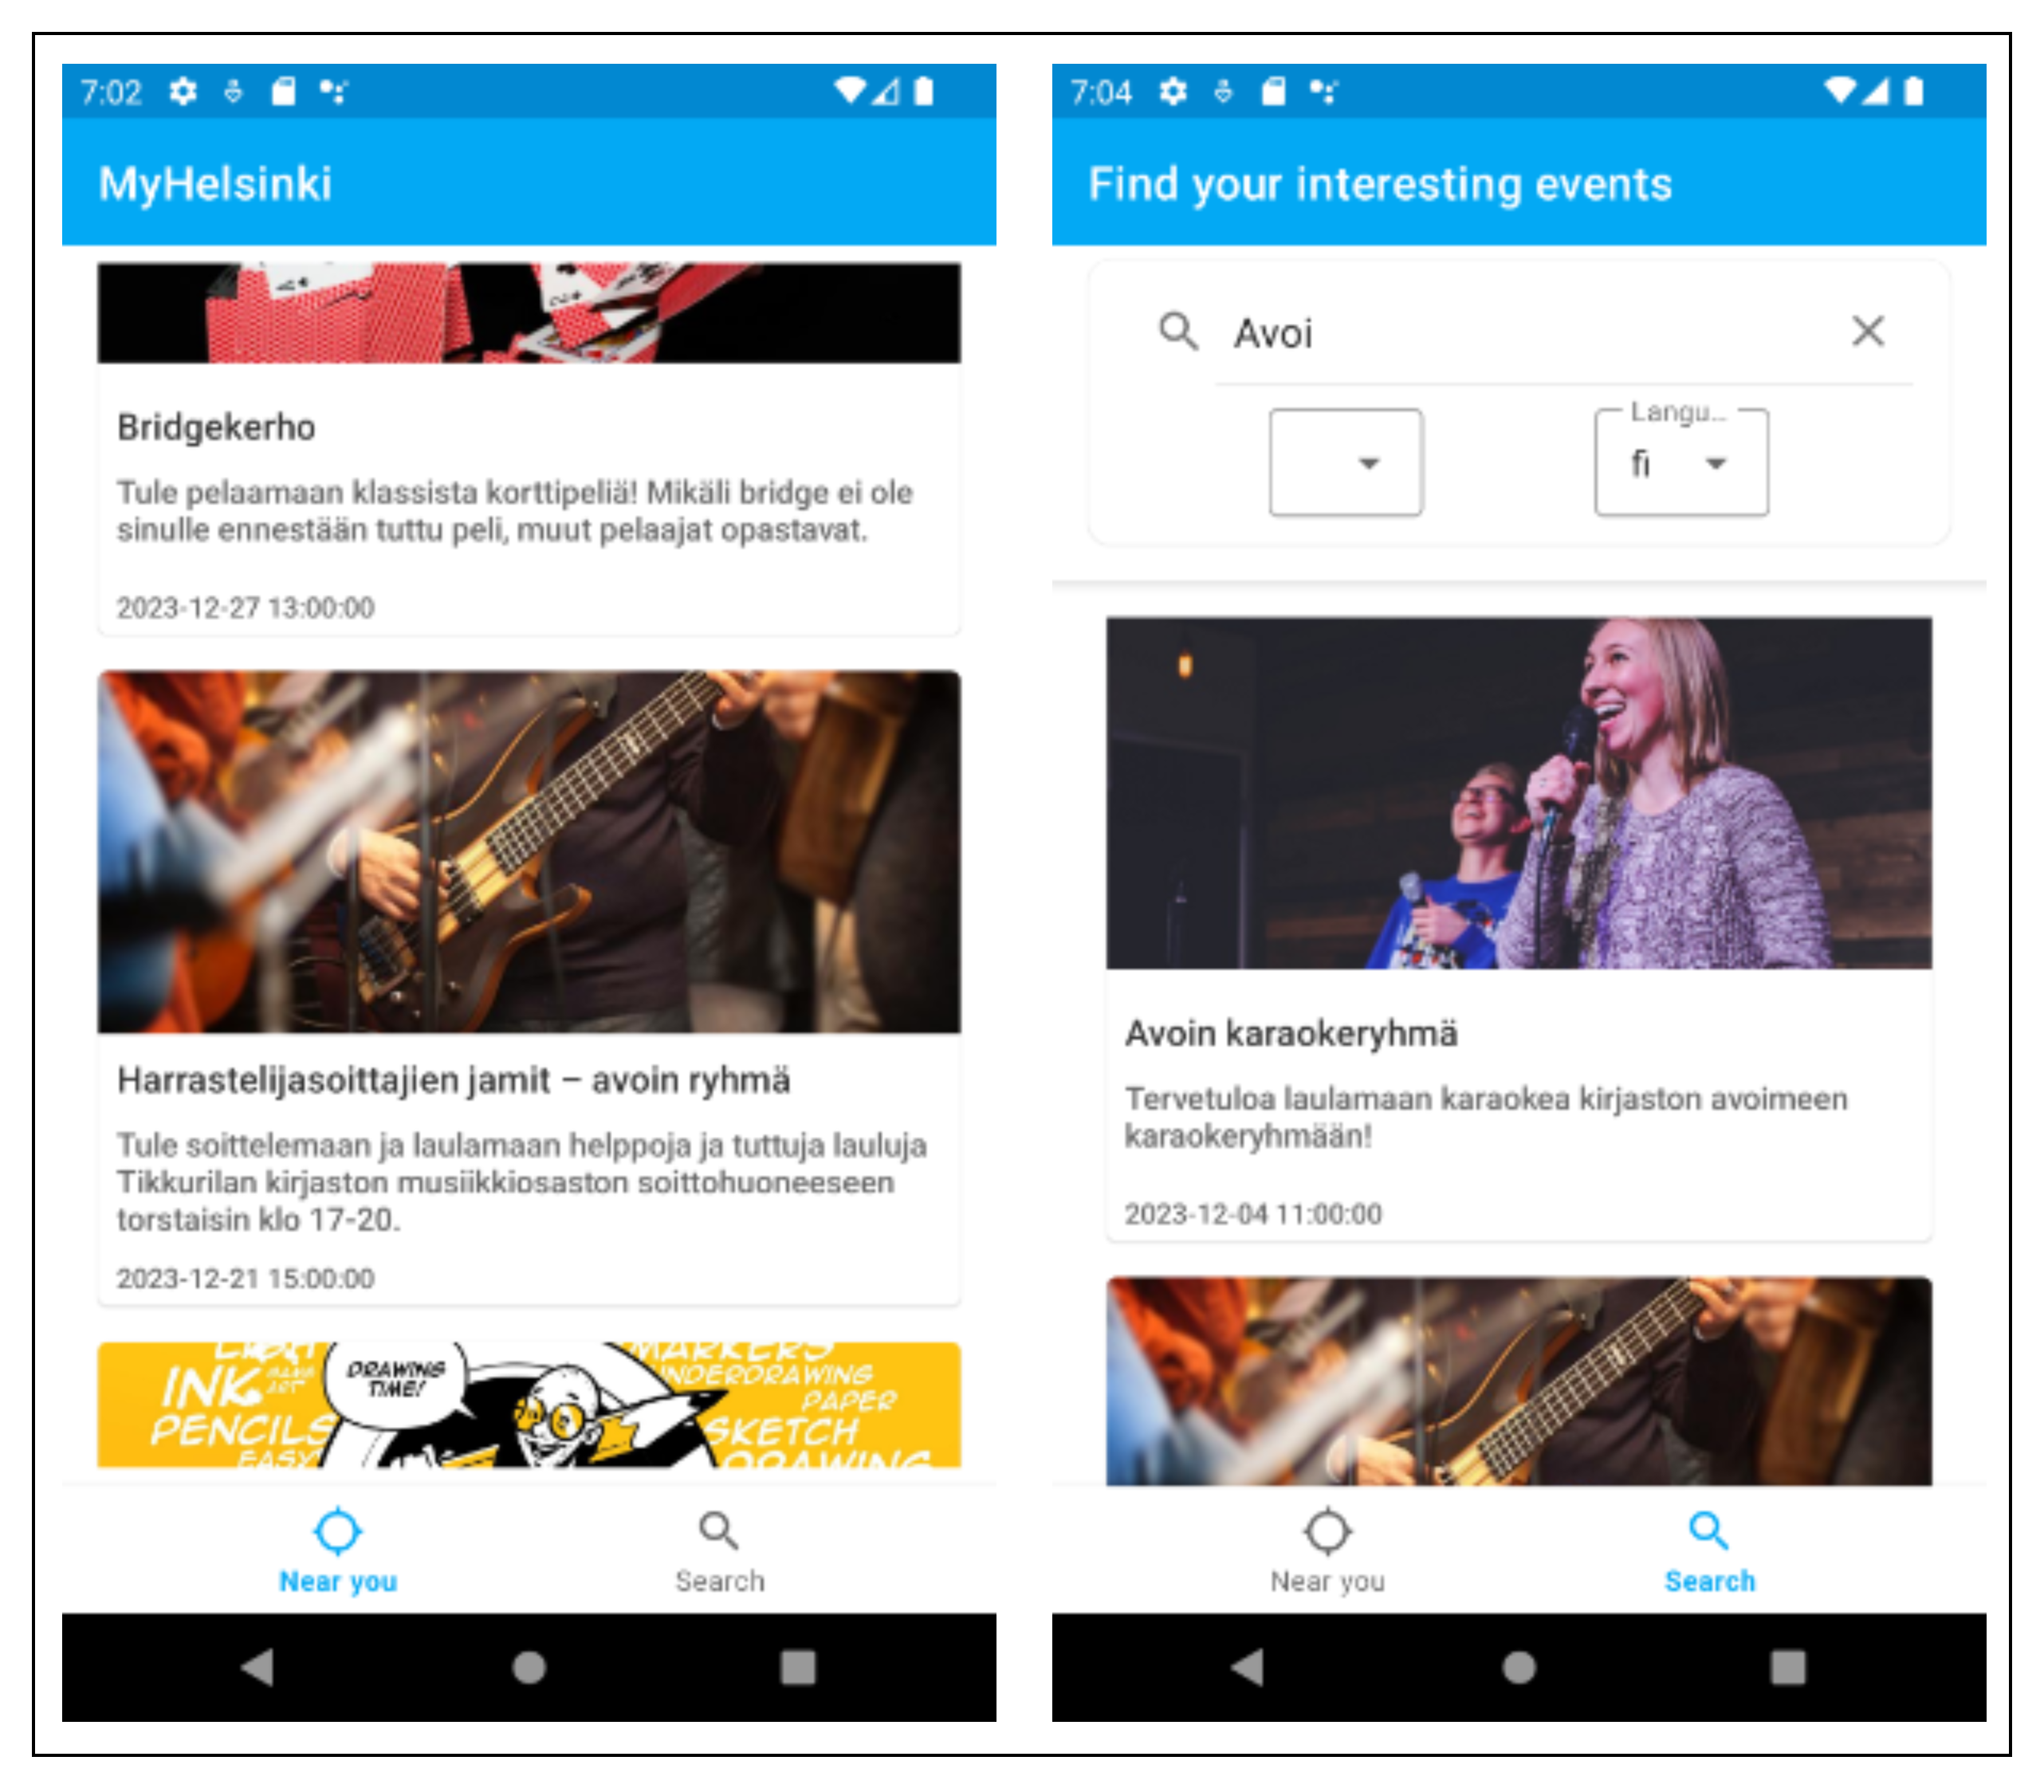 7:02
MyHelsinki
Bridgekerho
Tule pelaamaan klassista korttipeliä! Mikäli bridge ei ole
sinulle ennestään tuttu peli, muut pelaajat opastavat.
2023-12-27 13:00:00
Harrastelijasoittajien jamit – avoin ryhmä
Tule soittelemaan ja laulamaan helppoja ja tuttuja lauluja
Tikkurilan kirjaston musiikkiosaston soittohuoneeseen
torstaisin klo 17-20.
2023-12-21 15:00:00
INK
PENCILS
EASY
DRAWING
TIME!
MARKERS
PAPER
SKETCH
DRAWING
Near you
Search
7:04
Find your interesting events
Avoi
Langu...
fi
Avoin karaokeryhmä
Tervetuloa laulamaan karaokea kirjaston avoimeen
karaokeryhmään!
2023-12-04 11:00:00
Near you
Search